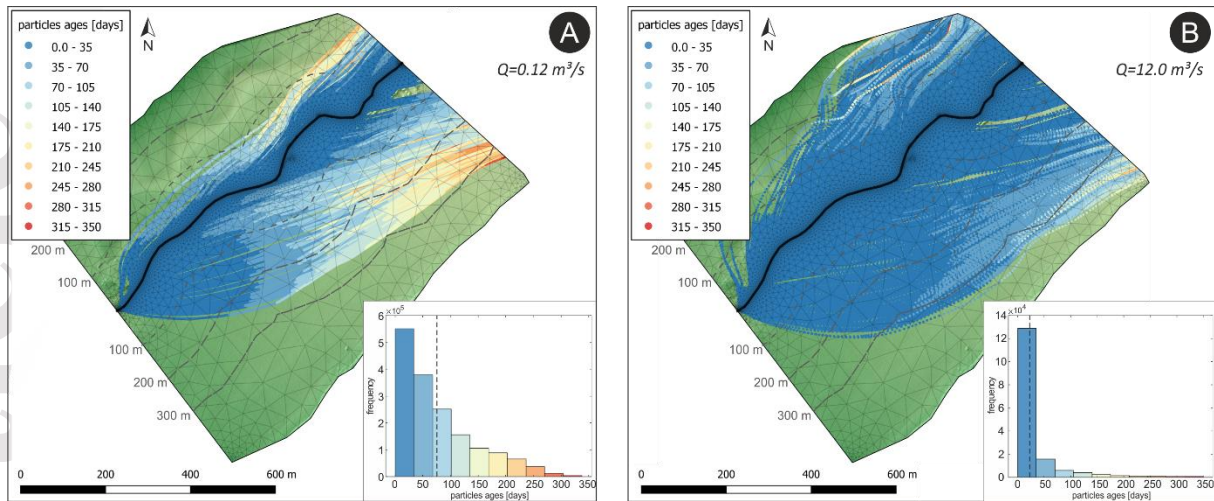 particles ages [days]
0.0 - 35
35 - 70
70 - 105
105 - 140
140 - 175
175 - 210
210 - 245
245 - 280
280 - 315
315 - 350
N
A
Q=0.12 m³/s
200 m
100 m
100 m
200 m
300 m
×10⁵
6
5
4
3
2
1
0
frequency
0 50 100 150 200 250 300 350
particles ages [days]
0 200 400 600 m
particles ages [days]
0.0 - 35
35 - 70
70 - 105
105 - 140
140 - 175
175 - 210
210 - 245
245 - 280
280 - 315
315 - 350
N
B
Q=12.0 m³/s
200 m
100 m
100 m
200 m
300 m
×10⁴
14
12
10
8
6
4
2
0
frequency
0 50 100 150 200 250 300 350
particles ages [days]
0 200 400 600 m